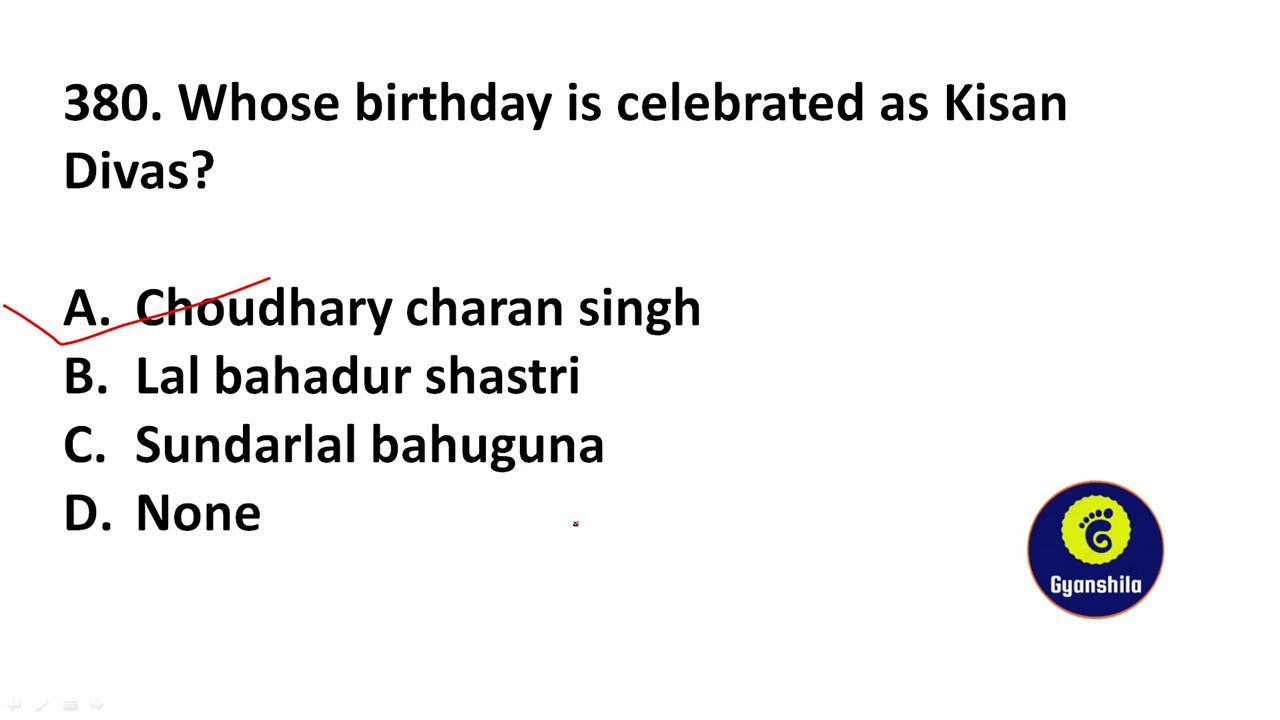 380. Whose birthday is celebrated as Kisan
Divas?
A. Choudhary charan singh
B. Lal bahadur shastri
C. Sundarlal bahuguna
D. None
Gyanshila